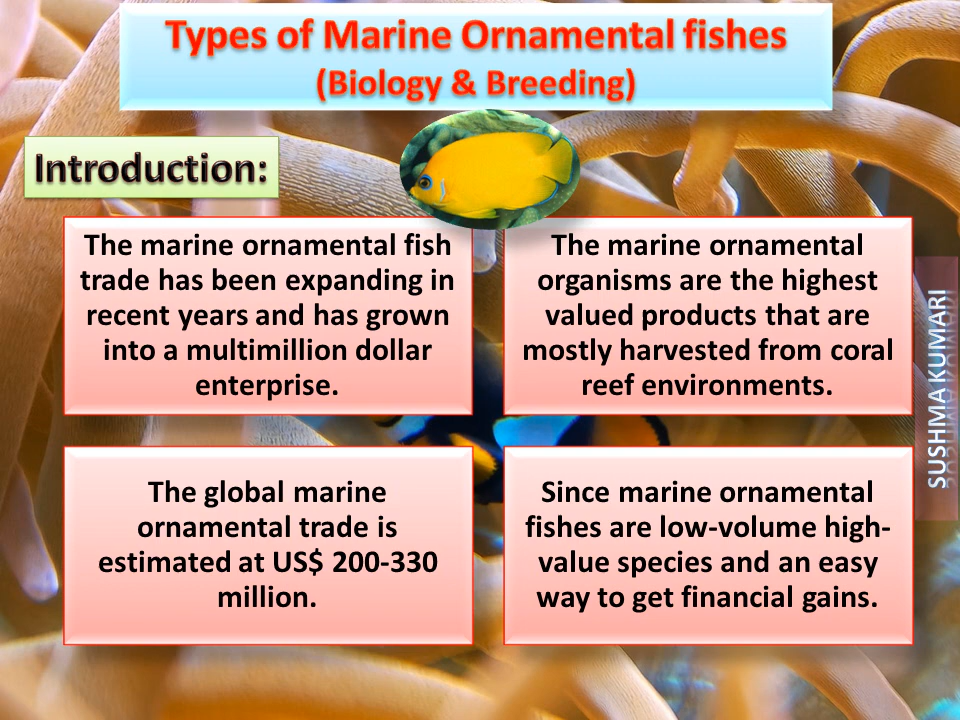 Types of Marine Ornamental fishes
(Biology & Breeding)
Introduction:
The marine ornamental fish
trade has been expanding in
recent years and has grown
into a multimillion dollar
enterprise.
The marine ornamental
organisms are the highest
valued products that are
mostly harvested from coral
reef environments.
The global marine
ornamental trade is
estimated at US$ 200-330
million.
Since marine ornamental
fishes are low-volume high-
value species and an easy
way to get financial gains.
SUSHMA KUMARI